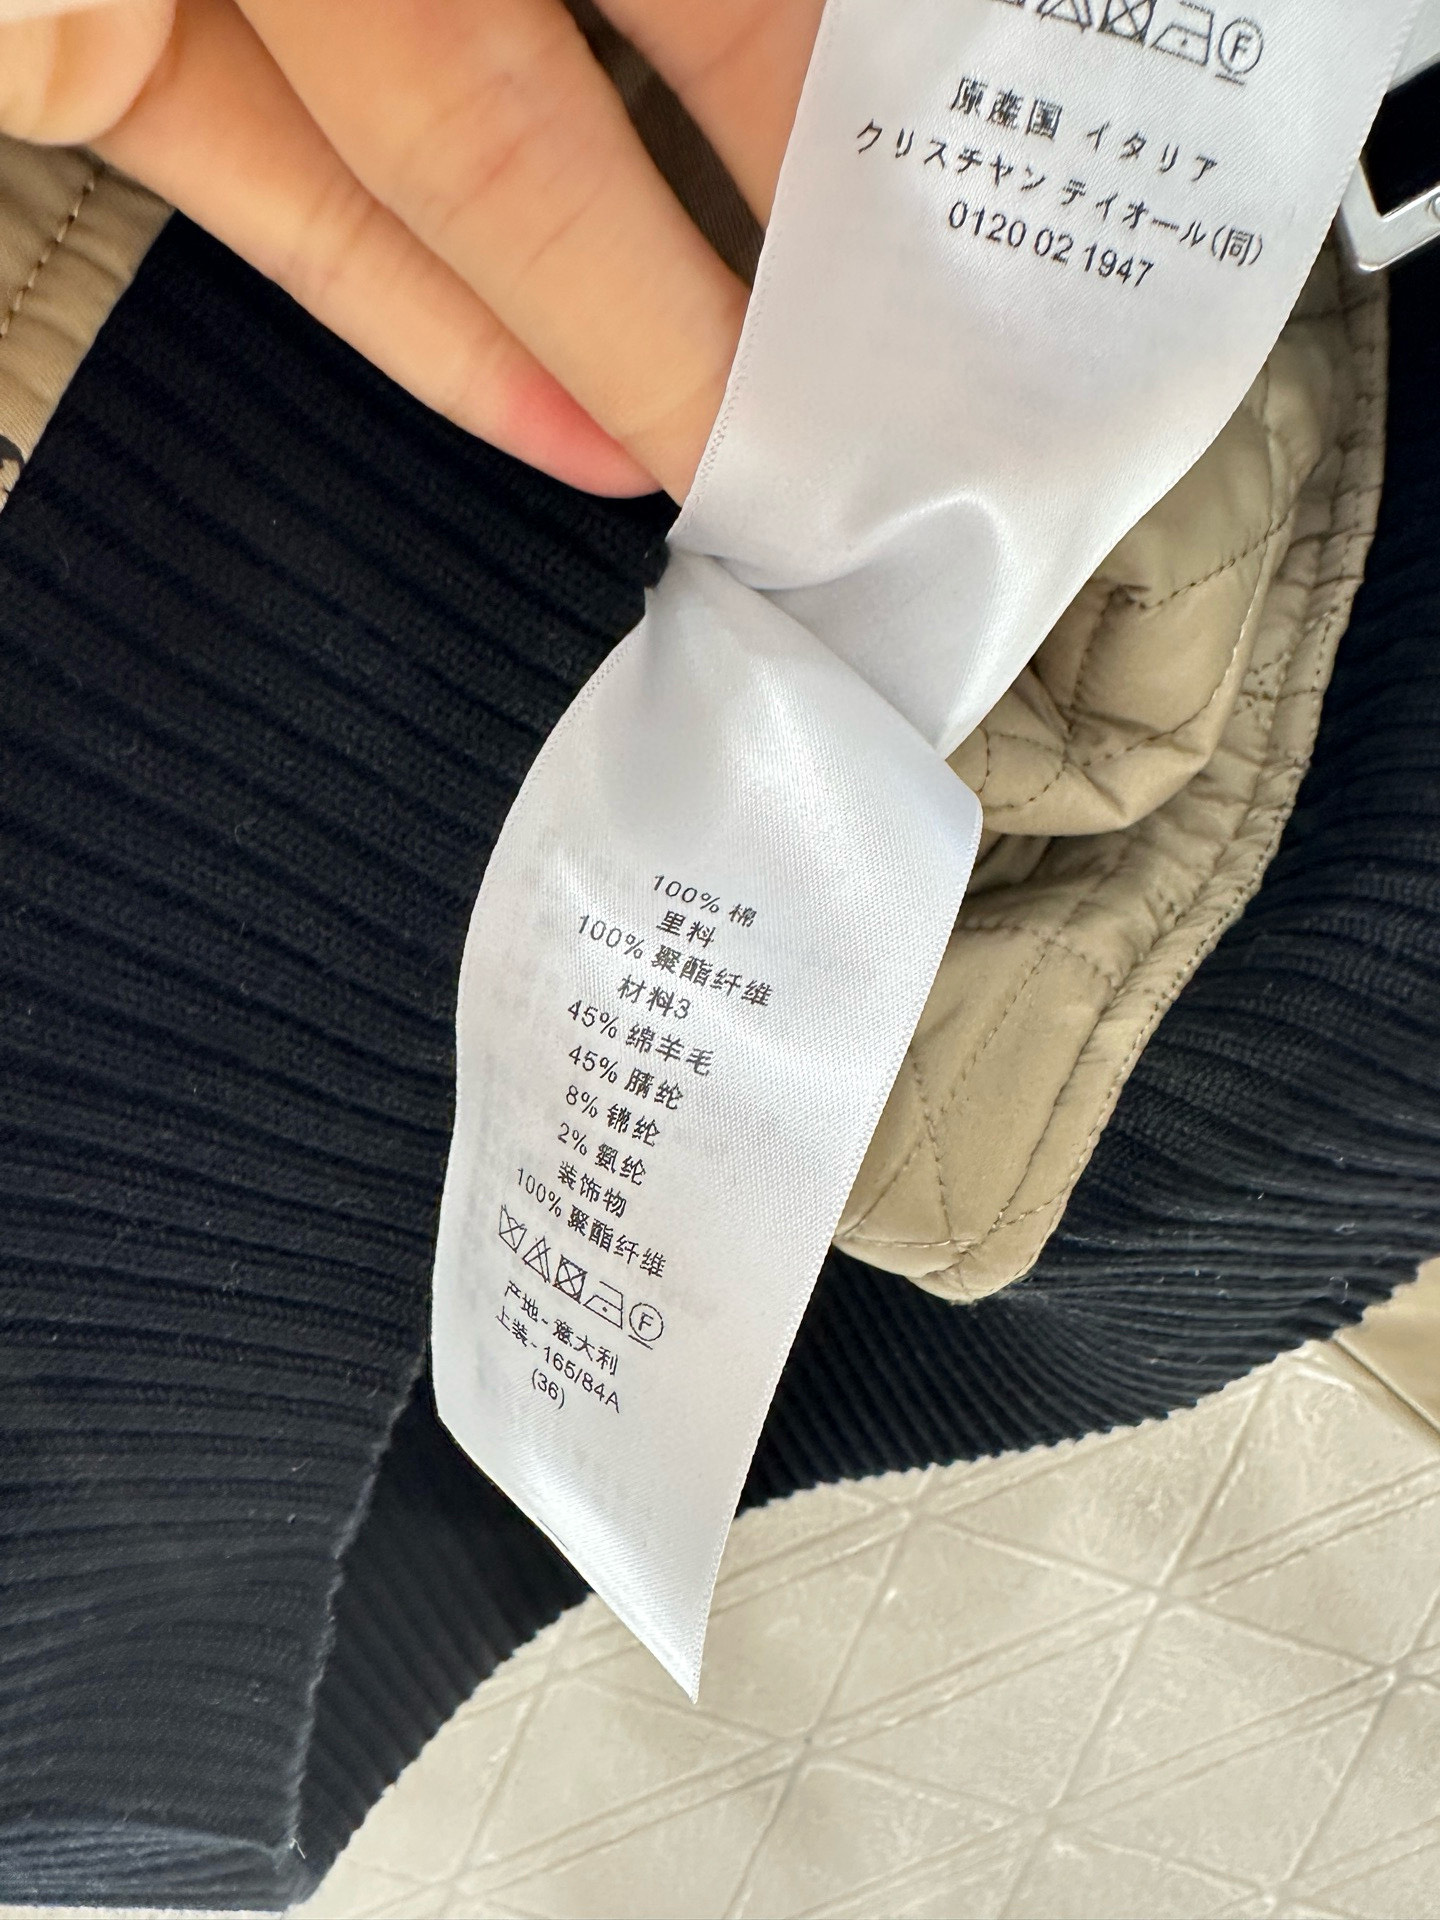 F
原産国 イタリア
クリスチャン ディオール(同)
0120 02 1947
100% 棉
里料
100% 聚酯纤维
材料3
45% 绵羊毛
45% 腈纶
8% 锦纶
2% 氨纶
装饰物
100% 聚酯纤维
F
产地- 意大利
上装- 165/84A
(36)